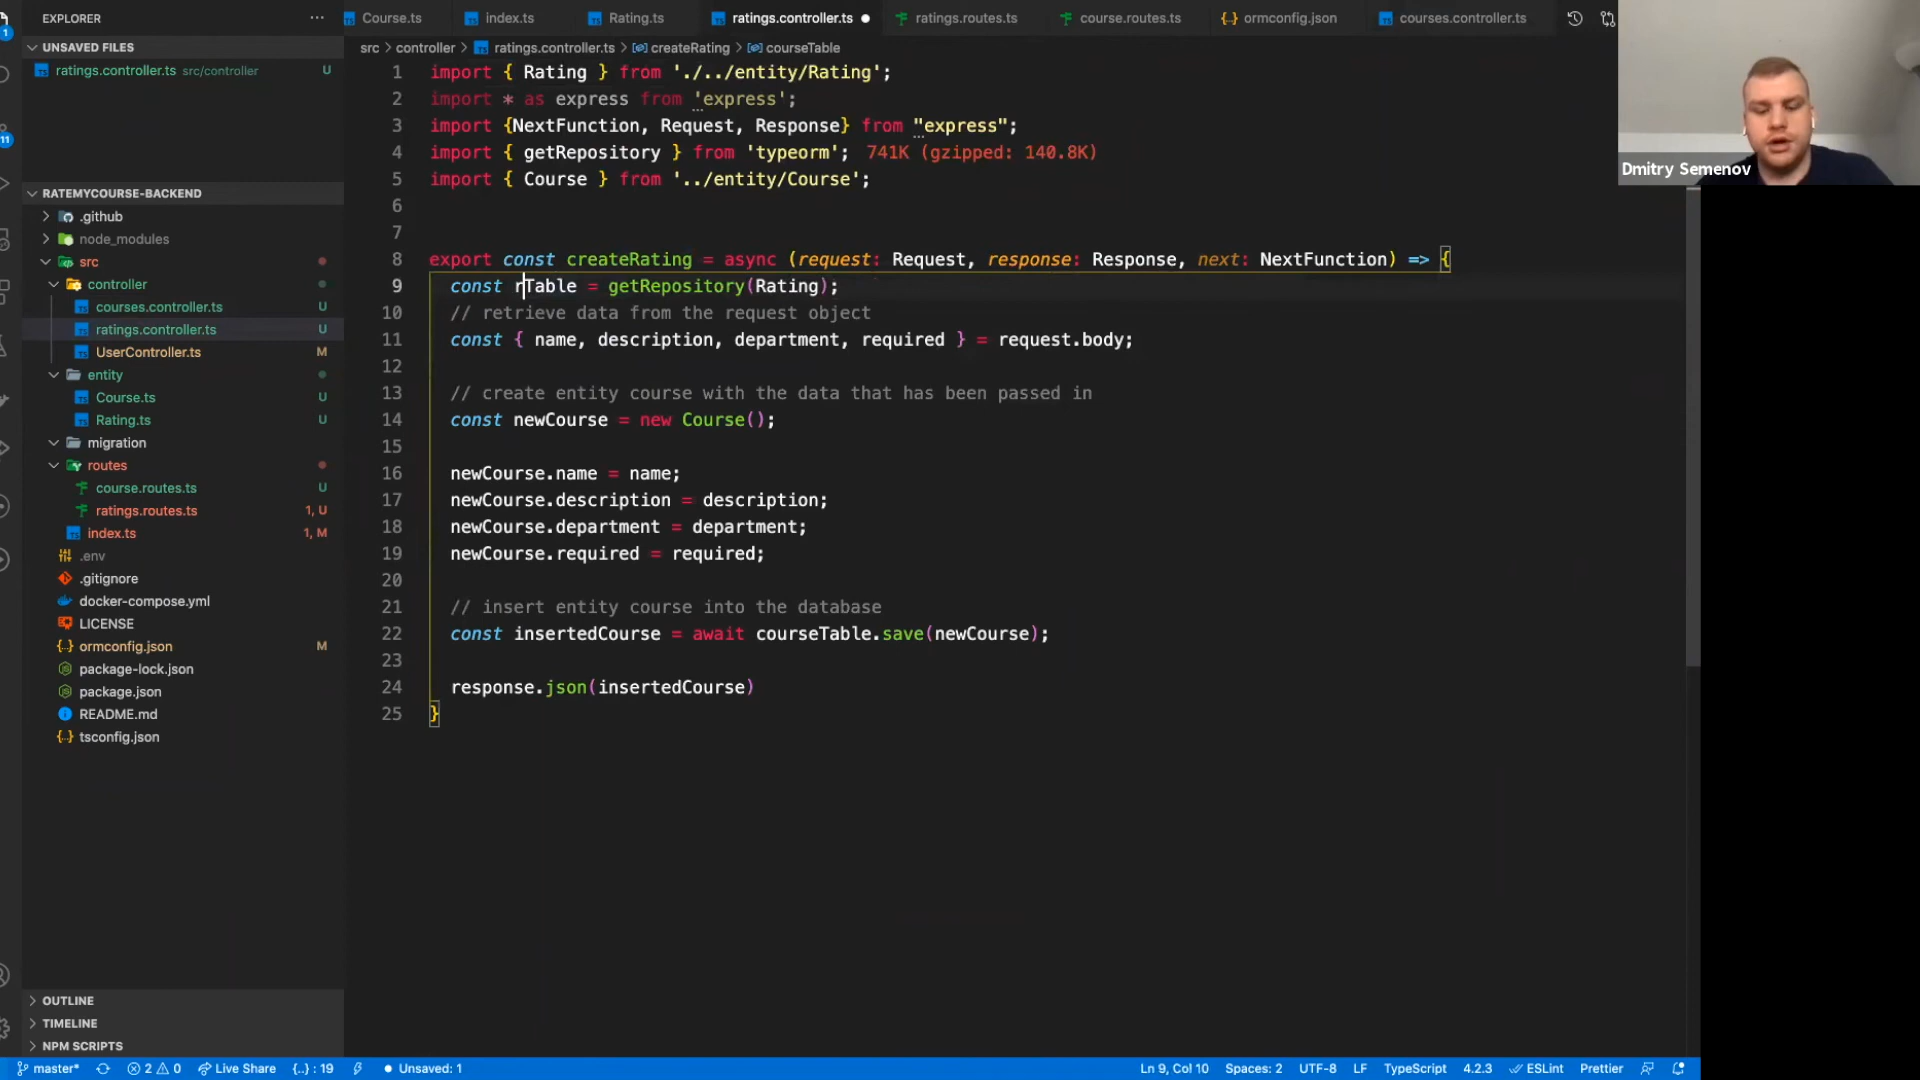 EXPLORER
UNSAVED FILES
ratings.controller.ts src/controller U
RATEMYCOURSE-BACKEND
.github
node_modules
src
controller
courses.controller.ts U
ratings.controller.ts U
UserController.ts M
entity
Course.ts U
Rating.ts U
migration
routes
course.routes.ts U
ratings.routes.ts 1, U
index.ts 1, M
.env
.gitignore
docker-compose.yml
LICENSE
ormconfig.json M
package-lock.json
package.json
README.md
tsconfig.json
OUTLINE
TIMELINE
NPM SCRIPTS
1
11
Course.ts index.ts Rating.ts ratings.controller.ts ratings.routes.ts course.routes.ts ormconfig.json courses.controller.ts
src > controller > ratings.controller.ts > createRating > courseTable
1 import { Rating } from './../entity/Rating';
2 import * as express from 'express';
3 import {NextFunction, Request, Response} from "express";
4 import { getRepository } from 'typeorm'; 741K (gzipped: 140.8K)
5 import { Course } from '../entity/Course';
6
7
8 export const createRating = async (request: Request, response: Response, next: NextFunction) => {
9 const rTable = getRepository(Rating);
10 // retrieve data from the request object
11 const { name, description, department, required } = request.body;
12
13 // create entity course with the data that has been passed in
14 const newCourse = new Course();
15
16 newCourse.name = name;
17 newCourse.description = description;
18 newCourse.department = department;
19 newCourse.required = required;
20
21 // insert entity course into the database
22 const insertedCourse = await courseTable.save(newCourse);
23
24 response.json(insertedCourse)
25 }
Dmitry Semenov
master* 2 0 Live Share {..} : 19 Unsaved: 1 Ln 9, Col 10 Spaces: 2 UTF-8 LF TypeScript 4.2.3 ESLint Prettier